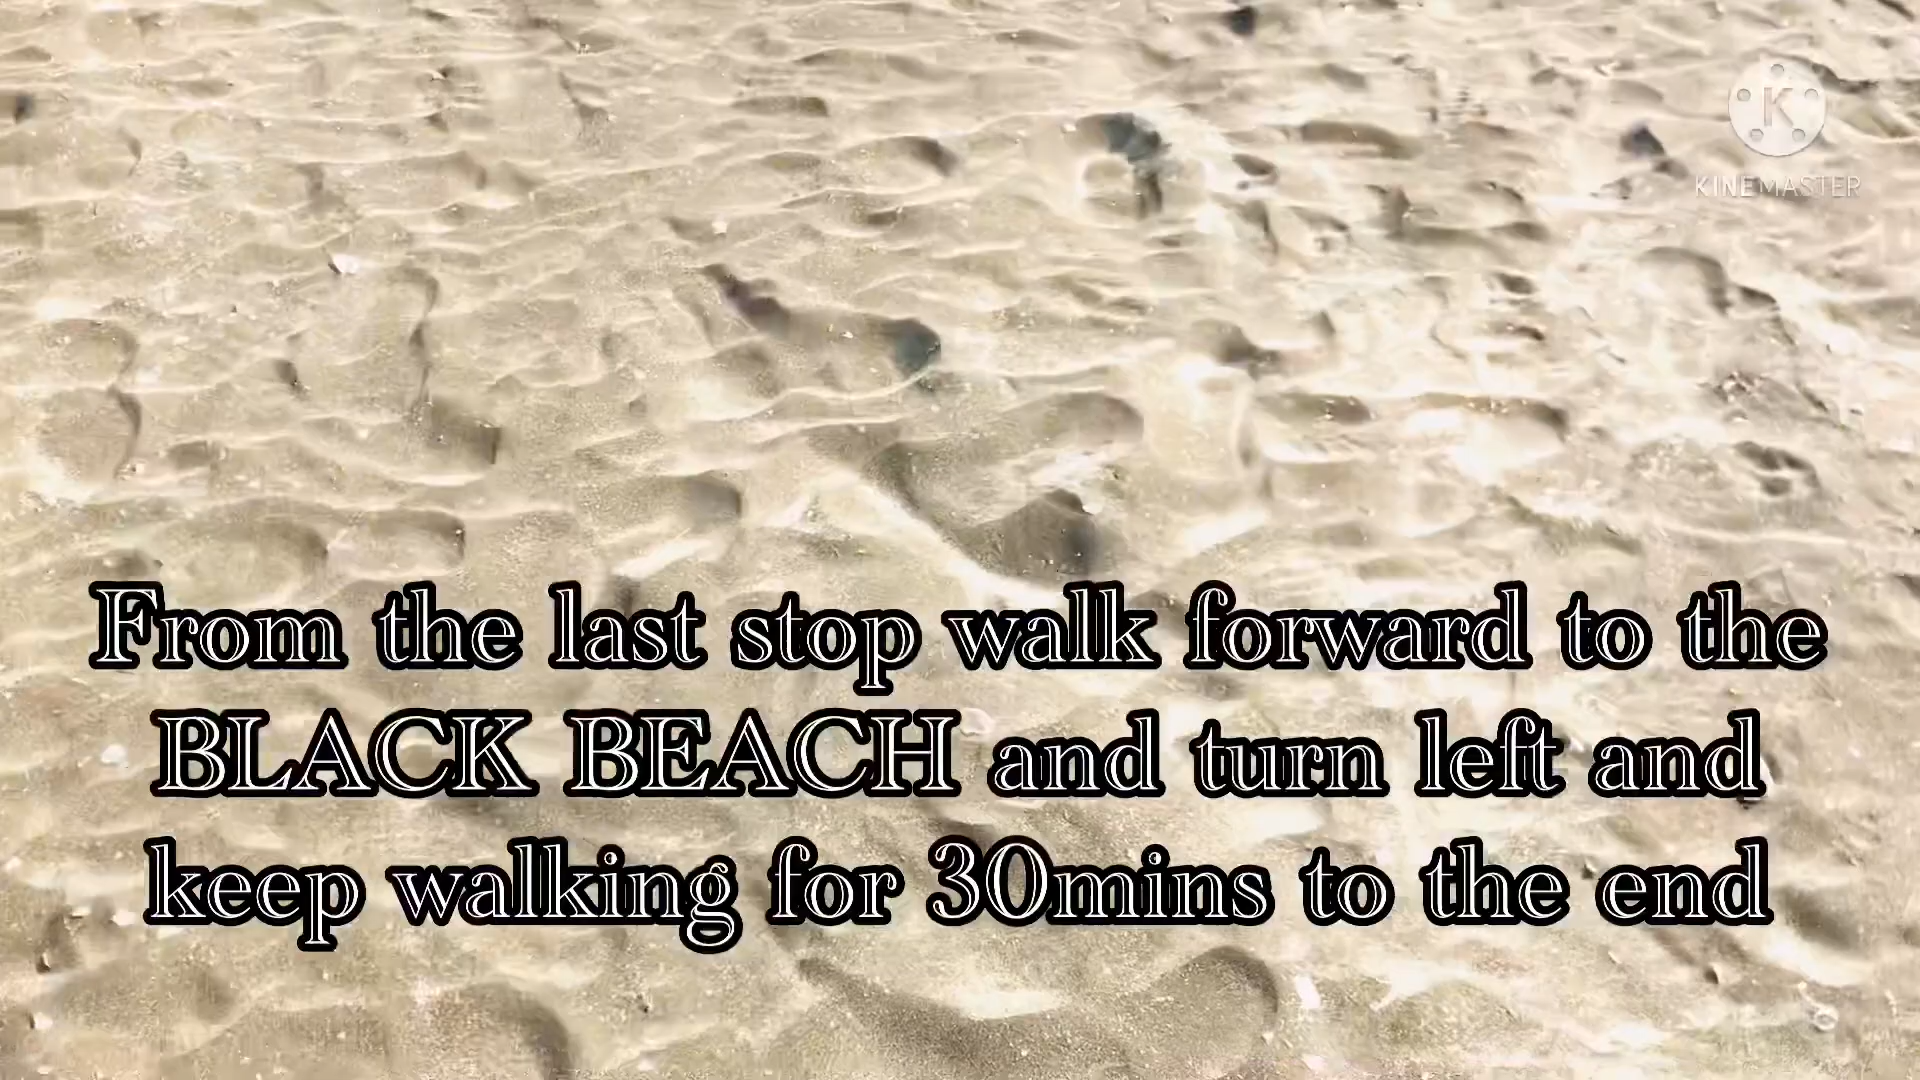 KINEMASTER
From the last stop walk forward to the
BLACK BEACH and turn left and
keep walking for 30mins to the end